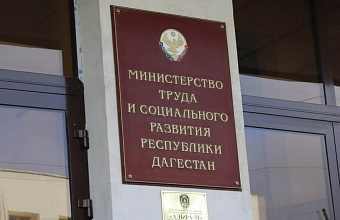 МИНИСТЕРСТВО
ТРУДА
И СОЦИАЛЬНОГО
РАЗВИТИЯ
РЕСПУБЛИКИ
ДАГЕСТАН